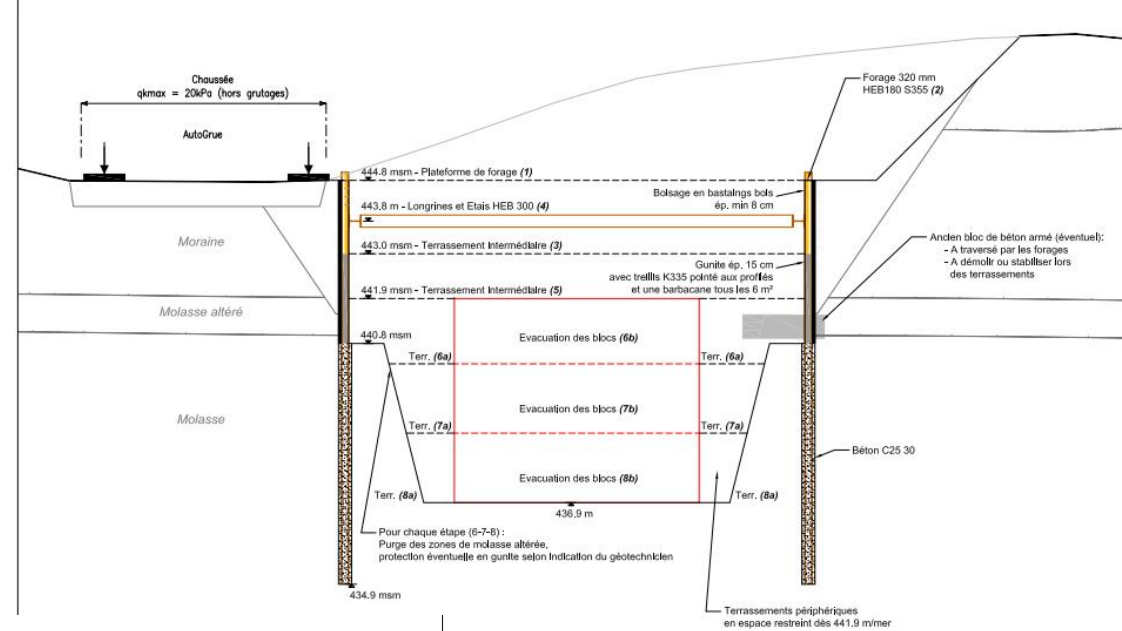 Chaussée
qkmax = 20kPa (hors grutages)
AutoGrue
Forage 320 mm
HEB180 S355 (2)
444.8 msm - Plateforme de forage (1)
Boisage en bastaings bois
ép. min 8 cm
443.8 m - Longrines et Etais HEB 300 (4)
Moraine
443.0 msm - Terrassement intermédiaire (3)
Ancien bloc de béton armé (éventuel):
- A traversé par les forages
- A démolir ou stabiliser lors
des terrassements
Gunite ép. 15 cm
avec treillis K335 pointé aux profilés
et une barbacane tous les 6 m²
441.9 msm - Terrassement intermédiaire (5)
Molasse altéré
440.8 msm
Evacuation des blocs (6b)
Terr. (6a)
Terr. (6a)
Molasse
Evacuation des blocs (7b)
Terr. (7a)
Terr. (7a)
Béton C25 30
Evacuation des blocs (8b)
Terr. (8a)
Terr. (8a)
436.9 m
Pour chaque étape (6-7-8) :
Purge des zones de molasse altérée,
protection éventuelle en gunite selon indication du géotechnicien
434.9 msm
Terrassements périphériques
en espace restreint dès 441.9 m/mer